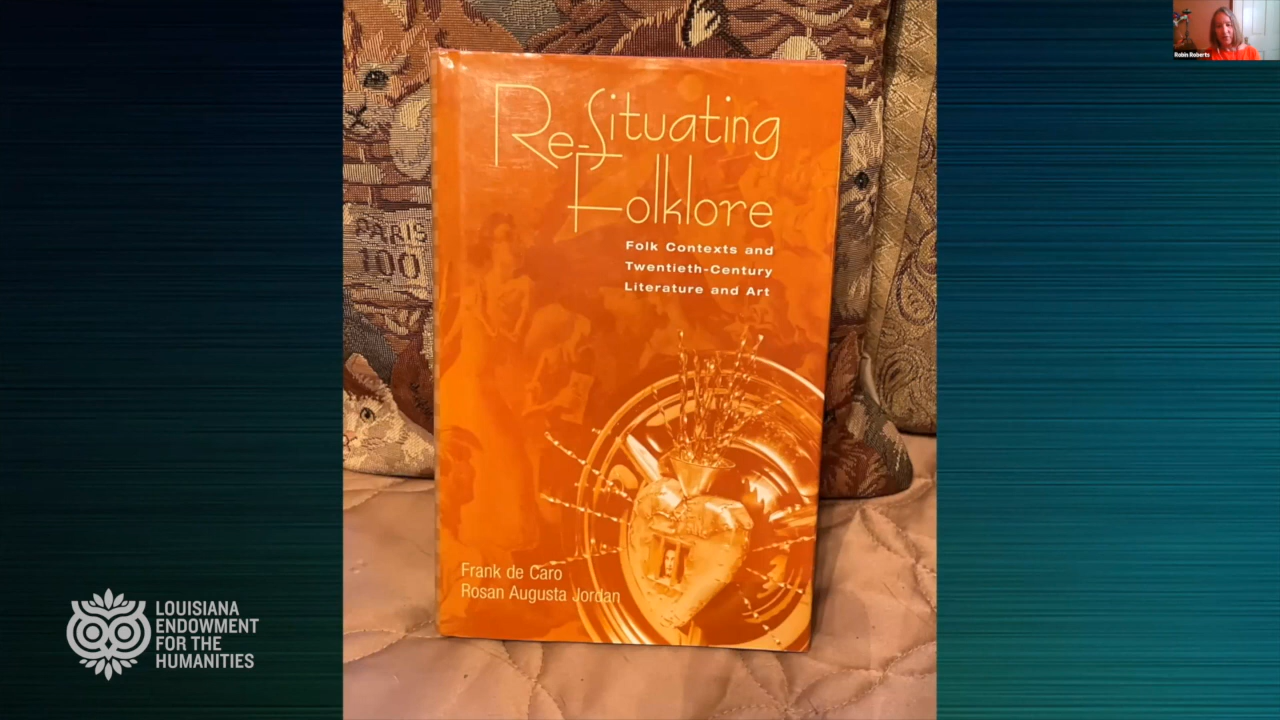 Robin Roberts
Re-Situating
Folklore
Folk Contexts and
Twentieth-Century
Literature and Art
PARIS
100
Frank de Caro
Rosan Augusta Jordan
LOUISIANA
ENDOWMENT
FOR THE
HUMANITIES